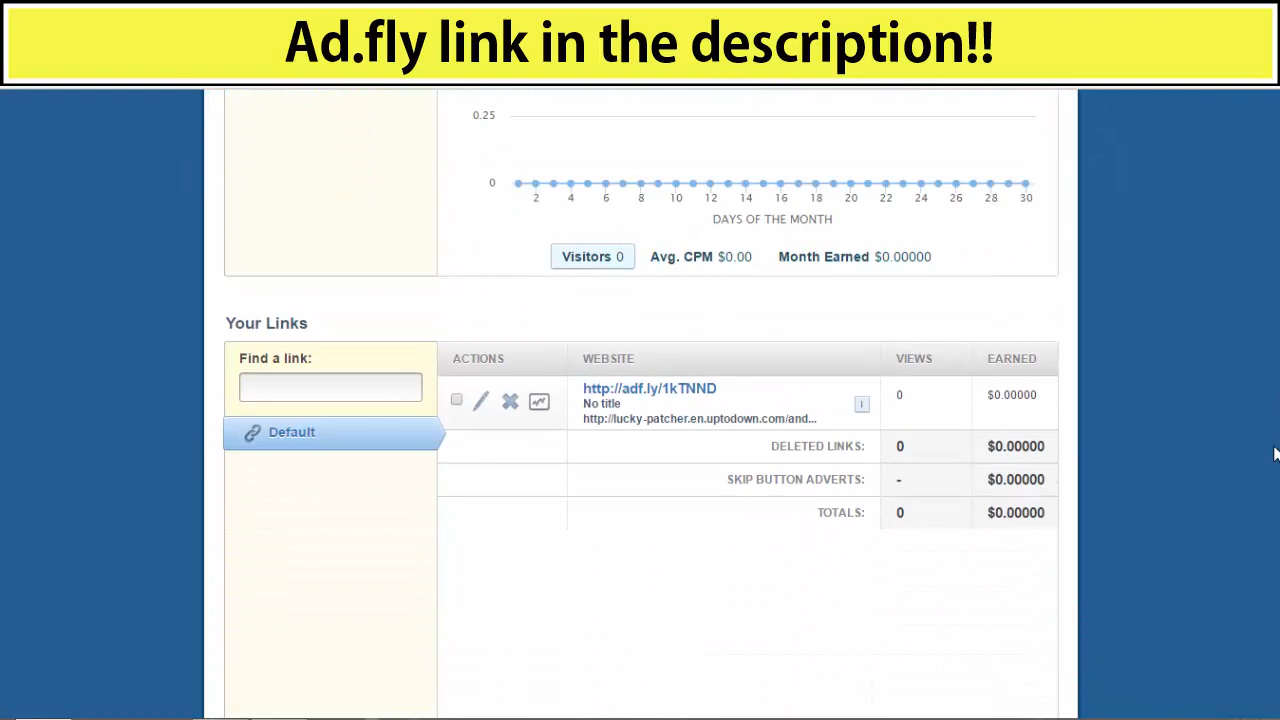 Ad.fly link in the description!!
0.25
0
2 4 6 8 10 12 14 16 18 20 22 24 26 28 30
DAYS OF THE MONTH
Visitors 0 Avg. CPM $0.00 Month Earned $0.00000
Your Links
Find a link:
Default
ACTIONS WEBSITE VIEWS EARNED
http://adf.ly/1kTNND 0 $0.00000
No title
http://lucky-patcher.en.uptodown.com/and...
DELETED LINKS: 0 $0.00000
SKIP BUTTON ADVERTS: - $0.00000
TOTALS: 0 $0.00000